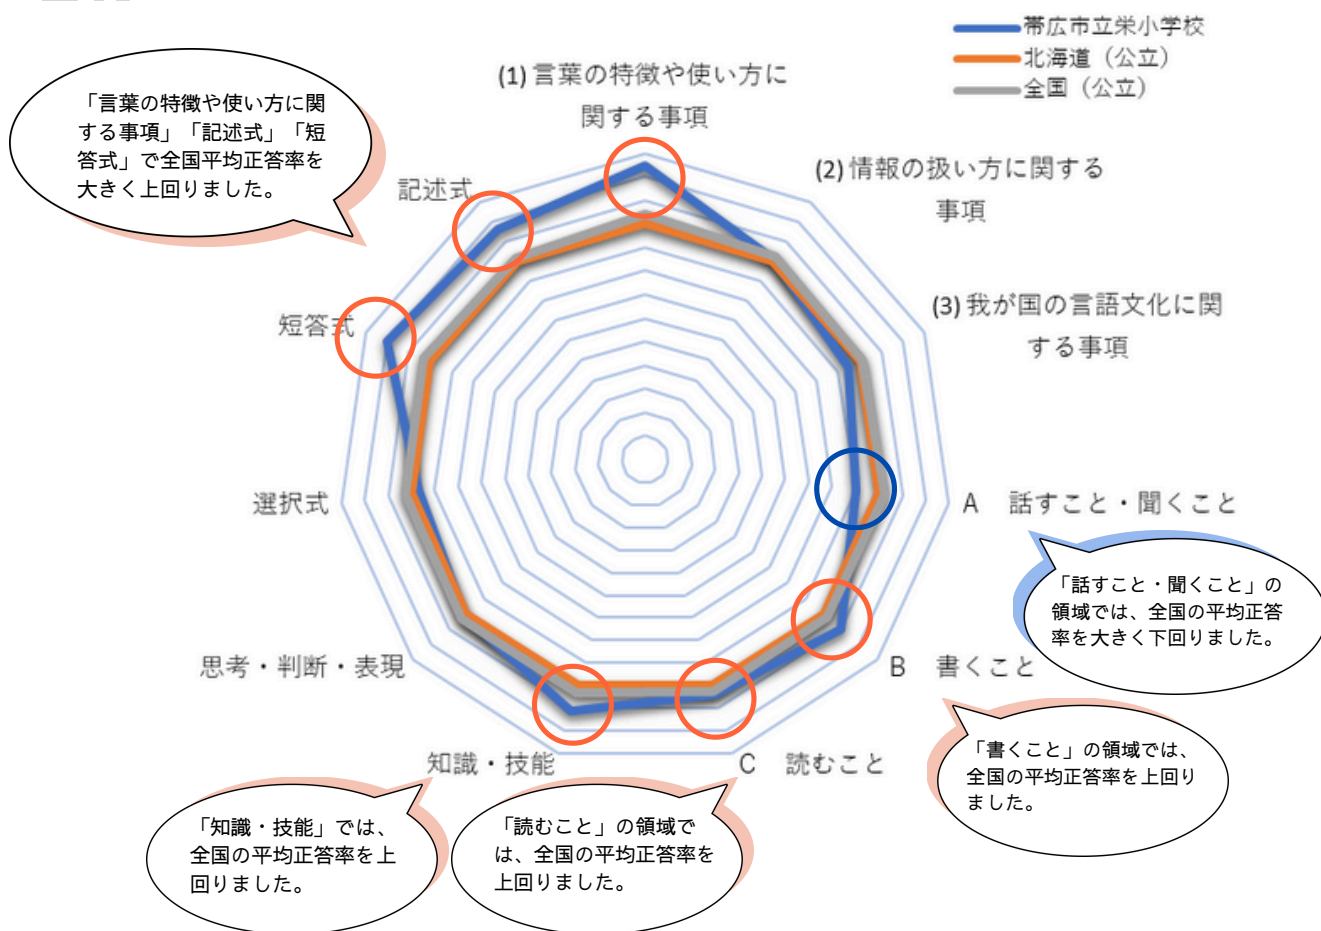 帯広市立栄小学校
北海道（公立）
全国（公立）
(1) 言葉の特徴や使い方に
関する事項
(2) 情報の扱い方に関する
事項
(3) 我が国の言語文化に関
する事項
A　話すこと・聞くこと
B　書くこと
C　読むこと
知識・技能
思考・判断・表現
選択式
短答式
記述式
「言葉の特徴や使い方に関
する事項」「記述式」「短
答式」で全国平均正答率を
大きく上回りました。
「話すこと・聞くこと」の
領域では、全国の平均正答
率を大きく下回りました。
「書くこと」の領域では、
全国の平均正答率を上回り
ました。
「読むこと」の領域で
は、全国の平均正答率を
上回りました。
「知識・技能」では、
全国の平均正答率を上
回りました。